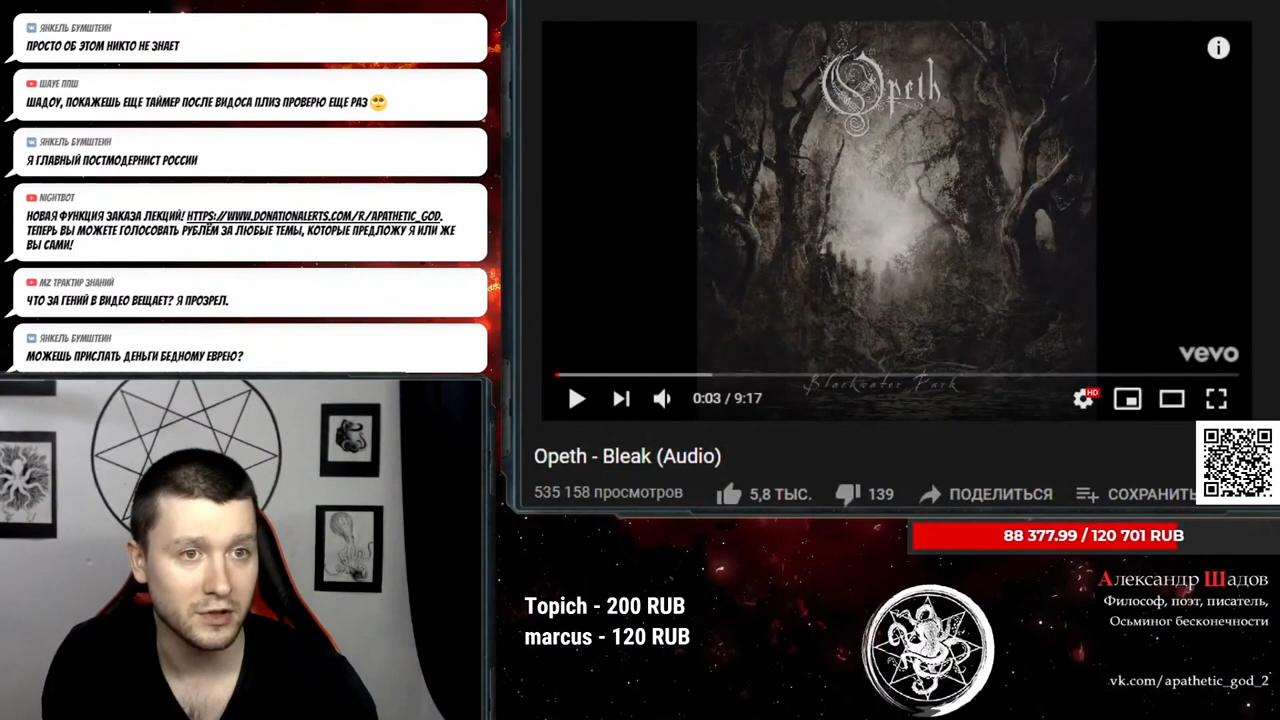 ЯНКЕЛЬ БУМШТЕИН
ПРОСТО ОБ ЭТОМ НИКТО НЕ ЗНАЕТ
ШАУЕ ППШ
ШАДОУ, ПОКАЖЕШЬ ЕЩЕ ТАЙМЕР ПОСЛЕ ВИДОСА ПЛИЗ ПРОВЕРЮ ЕЩЕ РАЗ 🥺
ЯНКЕЛЬ БУМШТЕИН
Я ГЛАВНЫЙ ПОСТМОДЕРНИСТ РОССИИ
NIGHTBOT
НОВАЯ ФУНКЦИЯ ЗАКАЗА ЛЕКЦИЙ! HTTPS://WWW.DONATIONALERTS.COM/R/APATHETIC_GOD.
ТЕПЕРЬ ВЫ МОЖЕТЕ ГОЛОСОВАТЬ РУБЛЁМ ЗА ЛЮБЫЕ ТЕМЫ, КОТОРЫЕ ПРЕДЛОЖУ Я ИЛИ ЖЕ
ВЫ САМИ!
MZ ТРАКТИР ЗНАНИЙ
ЧТО ЗА ГЕНИЙ В ВИДЕО ВЕЩАЕТ? Я ПРОЗРЕЛ.
ЯНКЕЛЬ БУМШТЕИН
МОЖЕШЬ ПРИСЛАТЬ ДЕНЬГИ БЕДНОМУ ЕВРЕЮ?
Opeth
vevo
Blackwater Park
0:03 / 9:17
HD
Opeth - Bleak (Audio)
535 158 просмотров
5,8 ТЫС.
139
ПОДЕЛИТЬСЯ
СОХРАНИТЬ
88 377.99 / 120 701 RUB
Topich - 200 RUB
marcus - 120 RUB
Александр Шадов
Философ, поэт, писатель,
Осьминог бесконечности
vk.com/apathetic_god_2